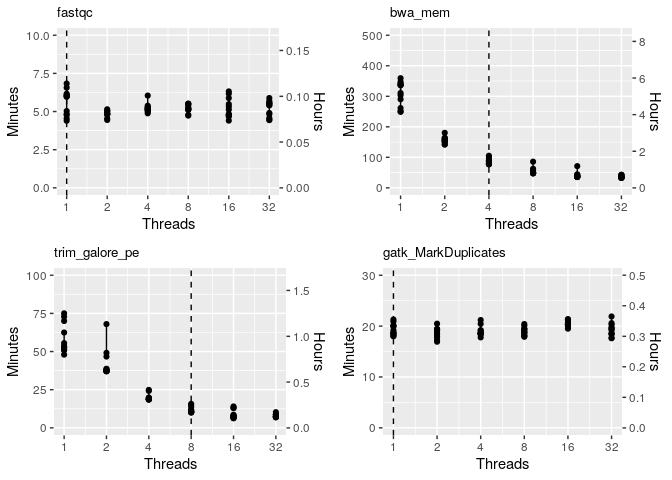 fastqc
10.0
7.5
5.0
2.5
0.0
Minutes
0.15
0.10
0.05
0.00
Hours
1 2 4 8 16 32
Threads
bwa_mem
500
400
300
200
100
0
Minutes
8
6
4
2
0
Hours
1 2 4 8 16 32
Threads
trim_galore_pe
100
75
50
25
0
Minutes
1.5
1.0
0.5
0.0
Hours
1 2 4 8 16 32
Threads
gatk_MarkDuplicates
30
20
10
0
Minutes
0.5
0.4
0.3
0.2
0.1
0.0
Hours
1 2 4 8 16 32
Threads